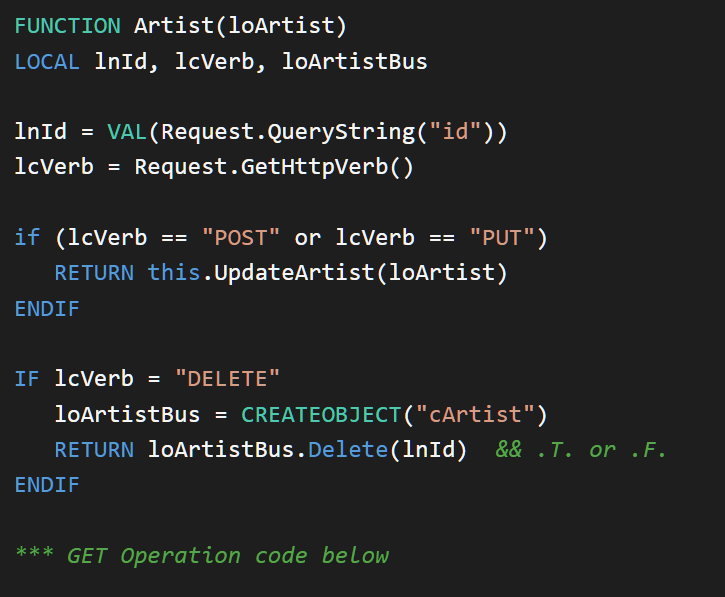 FUNCTION Artist(loArtist)
LOCAL lnId, lcVerb, loArtistBus

lnId = VAL(Request.QueryString("id"))
lcVerb = Request.GetHttpVerb()

if (lcVerb == "POST" or lcVerb == "PUT")
   RETURN this.UpdateArtist(loArtist)
ENDIF

IF lcVerb = "DELETE"
   loArtistBus = CREATEOBJECT("cArtist")
   RETURN loArtistBus.Delete(lnId)  && .T. or .F.
ENDIF

*** GET Operation code below